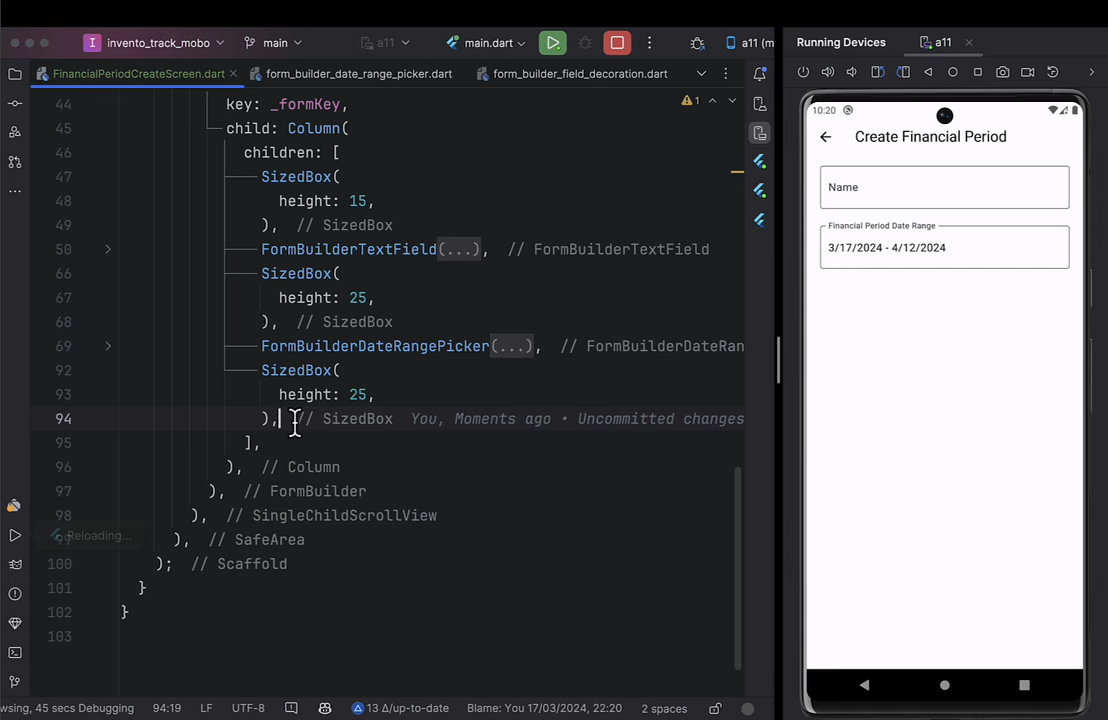 I invento_track_mobo main a11 main.dart a11 (m Running Devices a11
FinancialPeriodCreateScreen.dart form_builder_date_range_picker.dart form_builder_field_decoration.dart
44 key: _formKey, 1
45 child: Column(
46 children: [
47 SizedBox(
48 height: 15,
49 ), // SizedBox
50 FormBuilderTextField(...), // FormBuilderTextField
66 SizedBox(
67 height: 25,
68 ), // SizedBox
69 FormBuilderDateRangePicker(...), // FormBuilderDateRan
92 SizedBox(
93 height: 25,
94 ), // SizedBox You, Moments ago • Uncommitted changes
95 ],
96 ), // Column
97 ), // FormBuilder
98 ), // SingleChildScrollView
Reloading...
), // SafeArea
100 ); // Scaffold
101 }
102 }
103
wsing, 45 secs Debugging 94:19 LF UTF-8 13 Δ/up-to-date Blame: You 17/03/2024, 22:20 2 spaces
10:20
Create Financial Period
Name
Financial Period Date Range
3/17/2024 - 4/12/2024